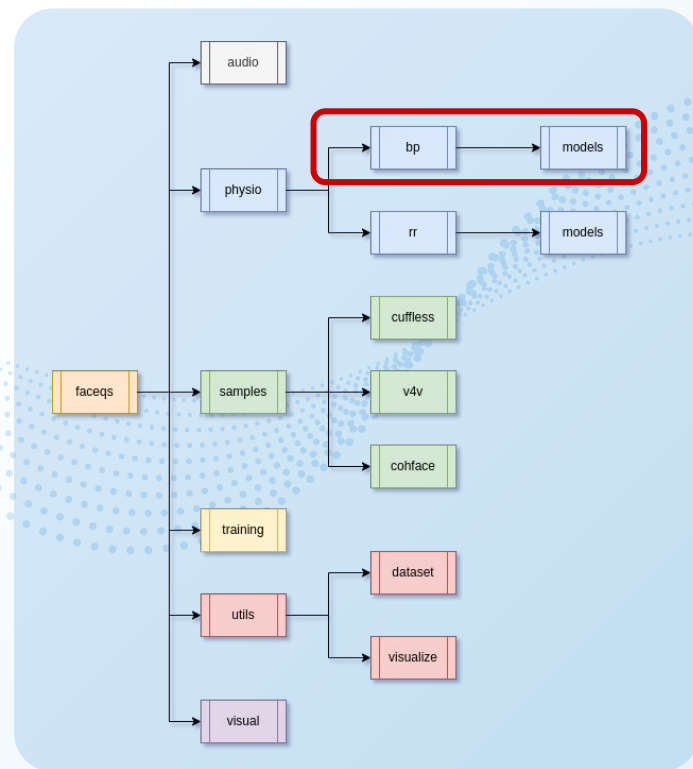 audio
bp
models
physio
rr
models
cuffless
faceqs
samples
v4v
cohface
training
dataset
utils
visualize
visual